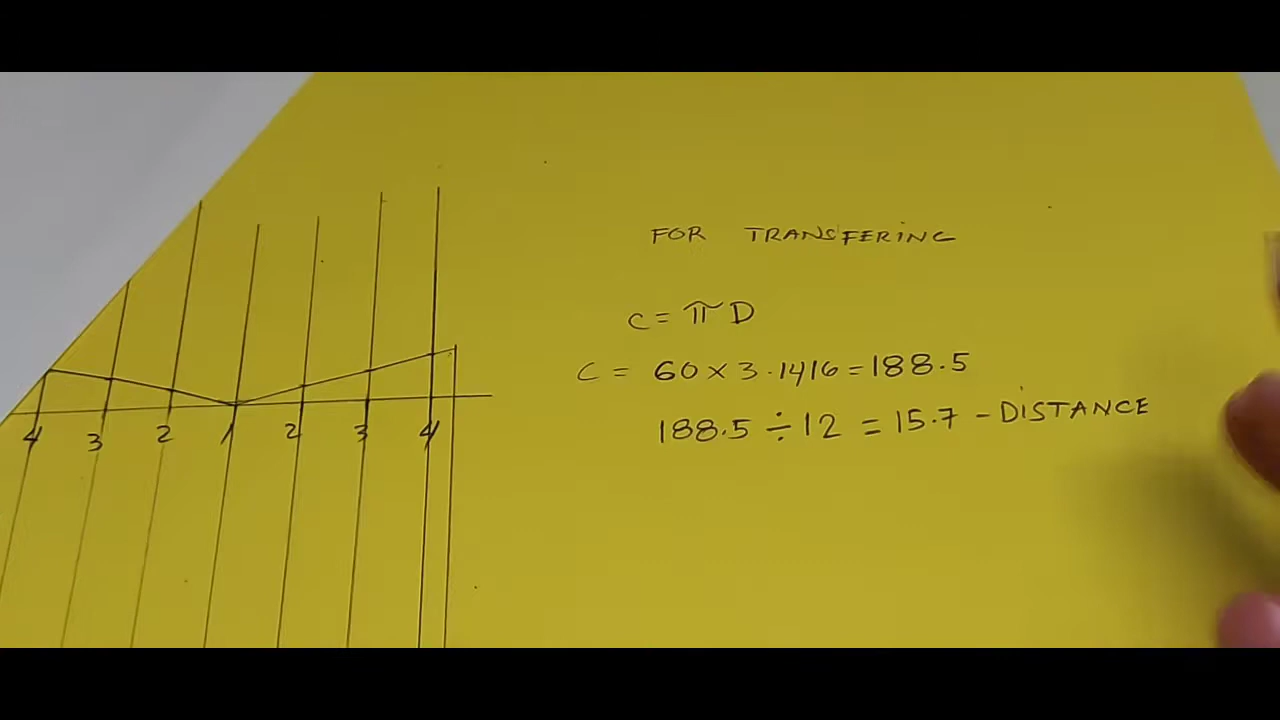 FOR TRANSFERING
C = π D
C = 60 × 3.1416 = 188.5
188.5 ÷ 12 = 15.7 - DISTANCE
4 3 2 1 2 3 4